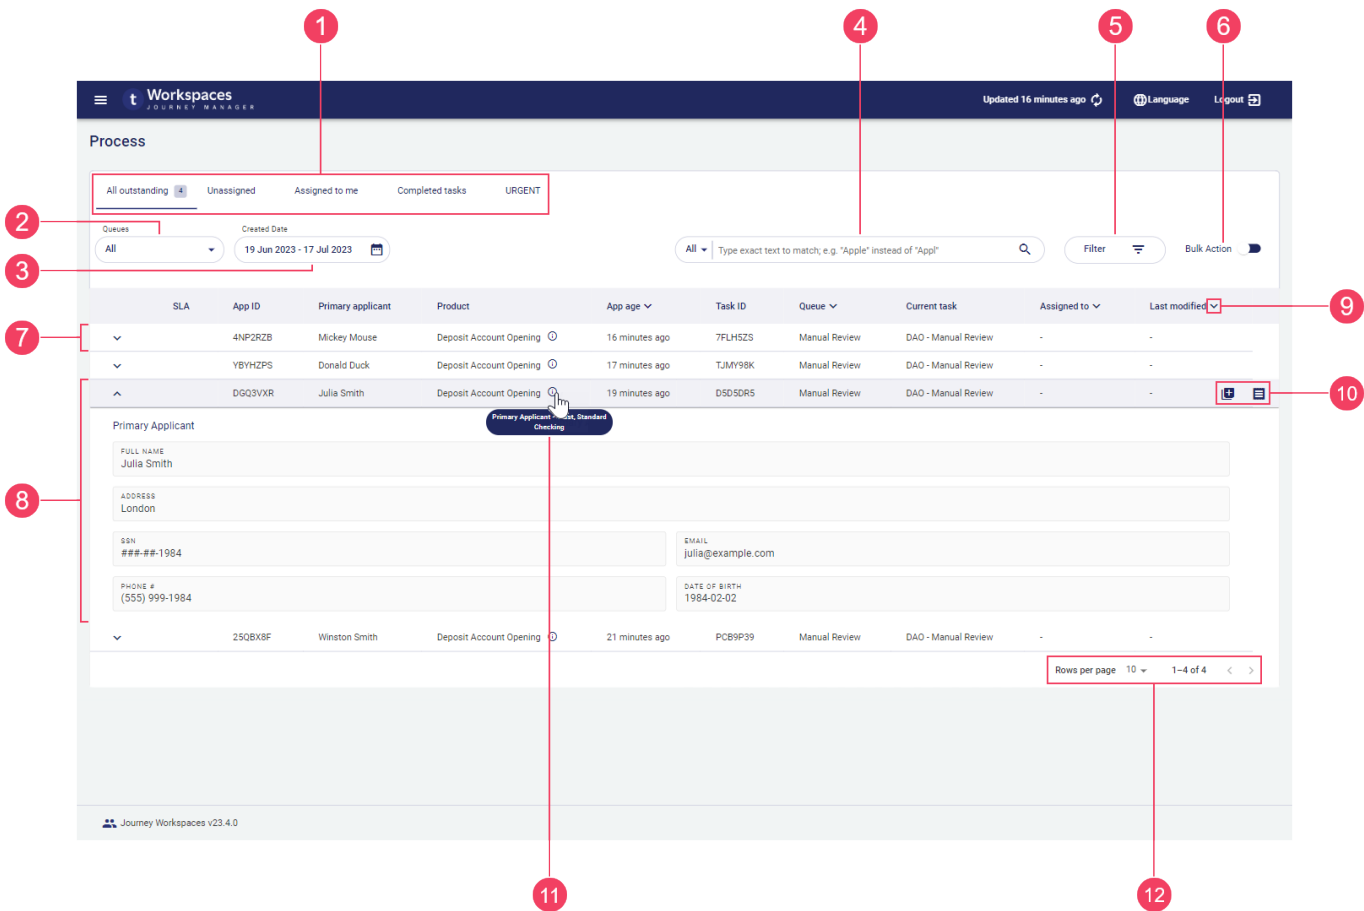 1 4 5 6
Workspaces
JOURNEY MANAGER
Updated 16 minutes ago Language Logout
Process
All outstanding 4 Unassigned Assigned to me Completed tasks URGENT
2
Queues Created Date
All 19 Jun 2023 - 17 Jul 2023 All Type exact text to match; e.g. "Apple" instead of "Appl" Filter Bulk Action
3
SLA App ID Primary applicant Product App age Task ID Queue Current task Assigned to Last modified 9
7 4NP2RZB Mickey Mouse Deposit Account Opening 16 minutes ago 7FLH5ZS Manual Review DAO - Manual Review - -
YBYHZPS Donald Duck Deposit Account Opening 17 minutes ago TJMY98K Manual Review DAO - Manual Review - -
DGQ3VXR Julia Smith Deposit Account Opening 19 minutes ago D5D5DR5 Manual Review DAO - Manual Review - - 10
Primary Applicant - Standard
Checking
Primary Applicant
FULL NAME
Julia Smith
8
ADDRESS
London
SSN EMAIL
###-##-1984 julia@example.com
PHONE # DATE OF BIRTH
(555) 999-1984 1984-02-02
25QBX8F Winston Smith Deposit Account Opening 21 minutes ago PCB9P39 Manual Review DAO - Manual Review - -
Rows per page 10 1–4 of 4
Journey Workspaces v23.4.0
11 12